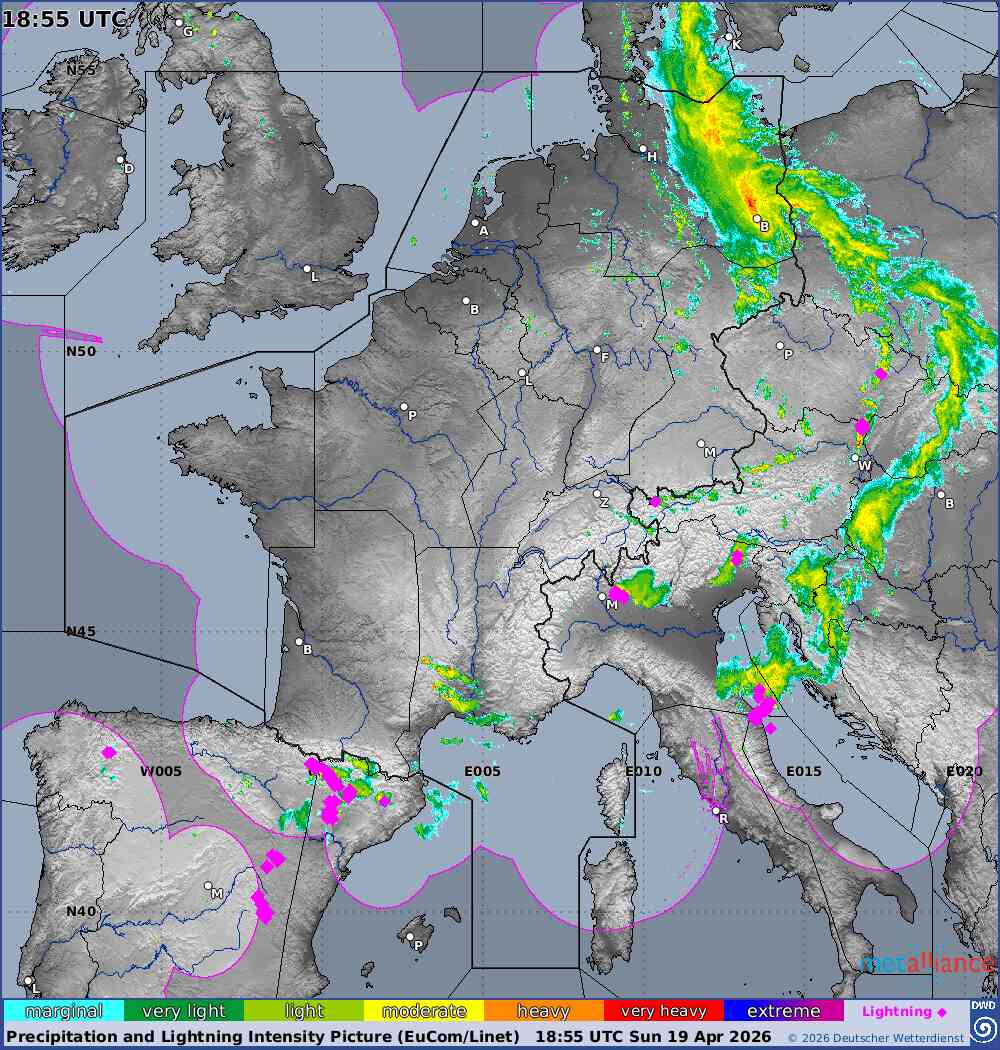 18:55 UTC
G
K
N55
H
D
B
A
L
B
N50
P
F
L
P
M
W
Z
B
M
N45
B
W005
E005
E010
E015
E020
R
M
N40
P
L
metalliance
marginal very light light moderate heavy very heavy extreme Lightning
DWD
Precipitation and Lightning Intensity Picture (EuCom/Linet) 18:55 UTC Sun 19 Apr 2026 © 2026 Deutscher Wetterdienst